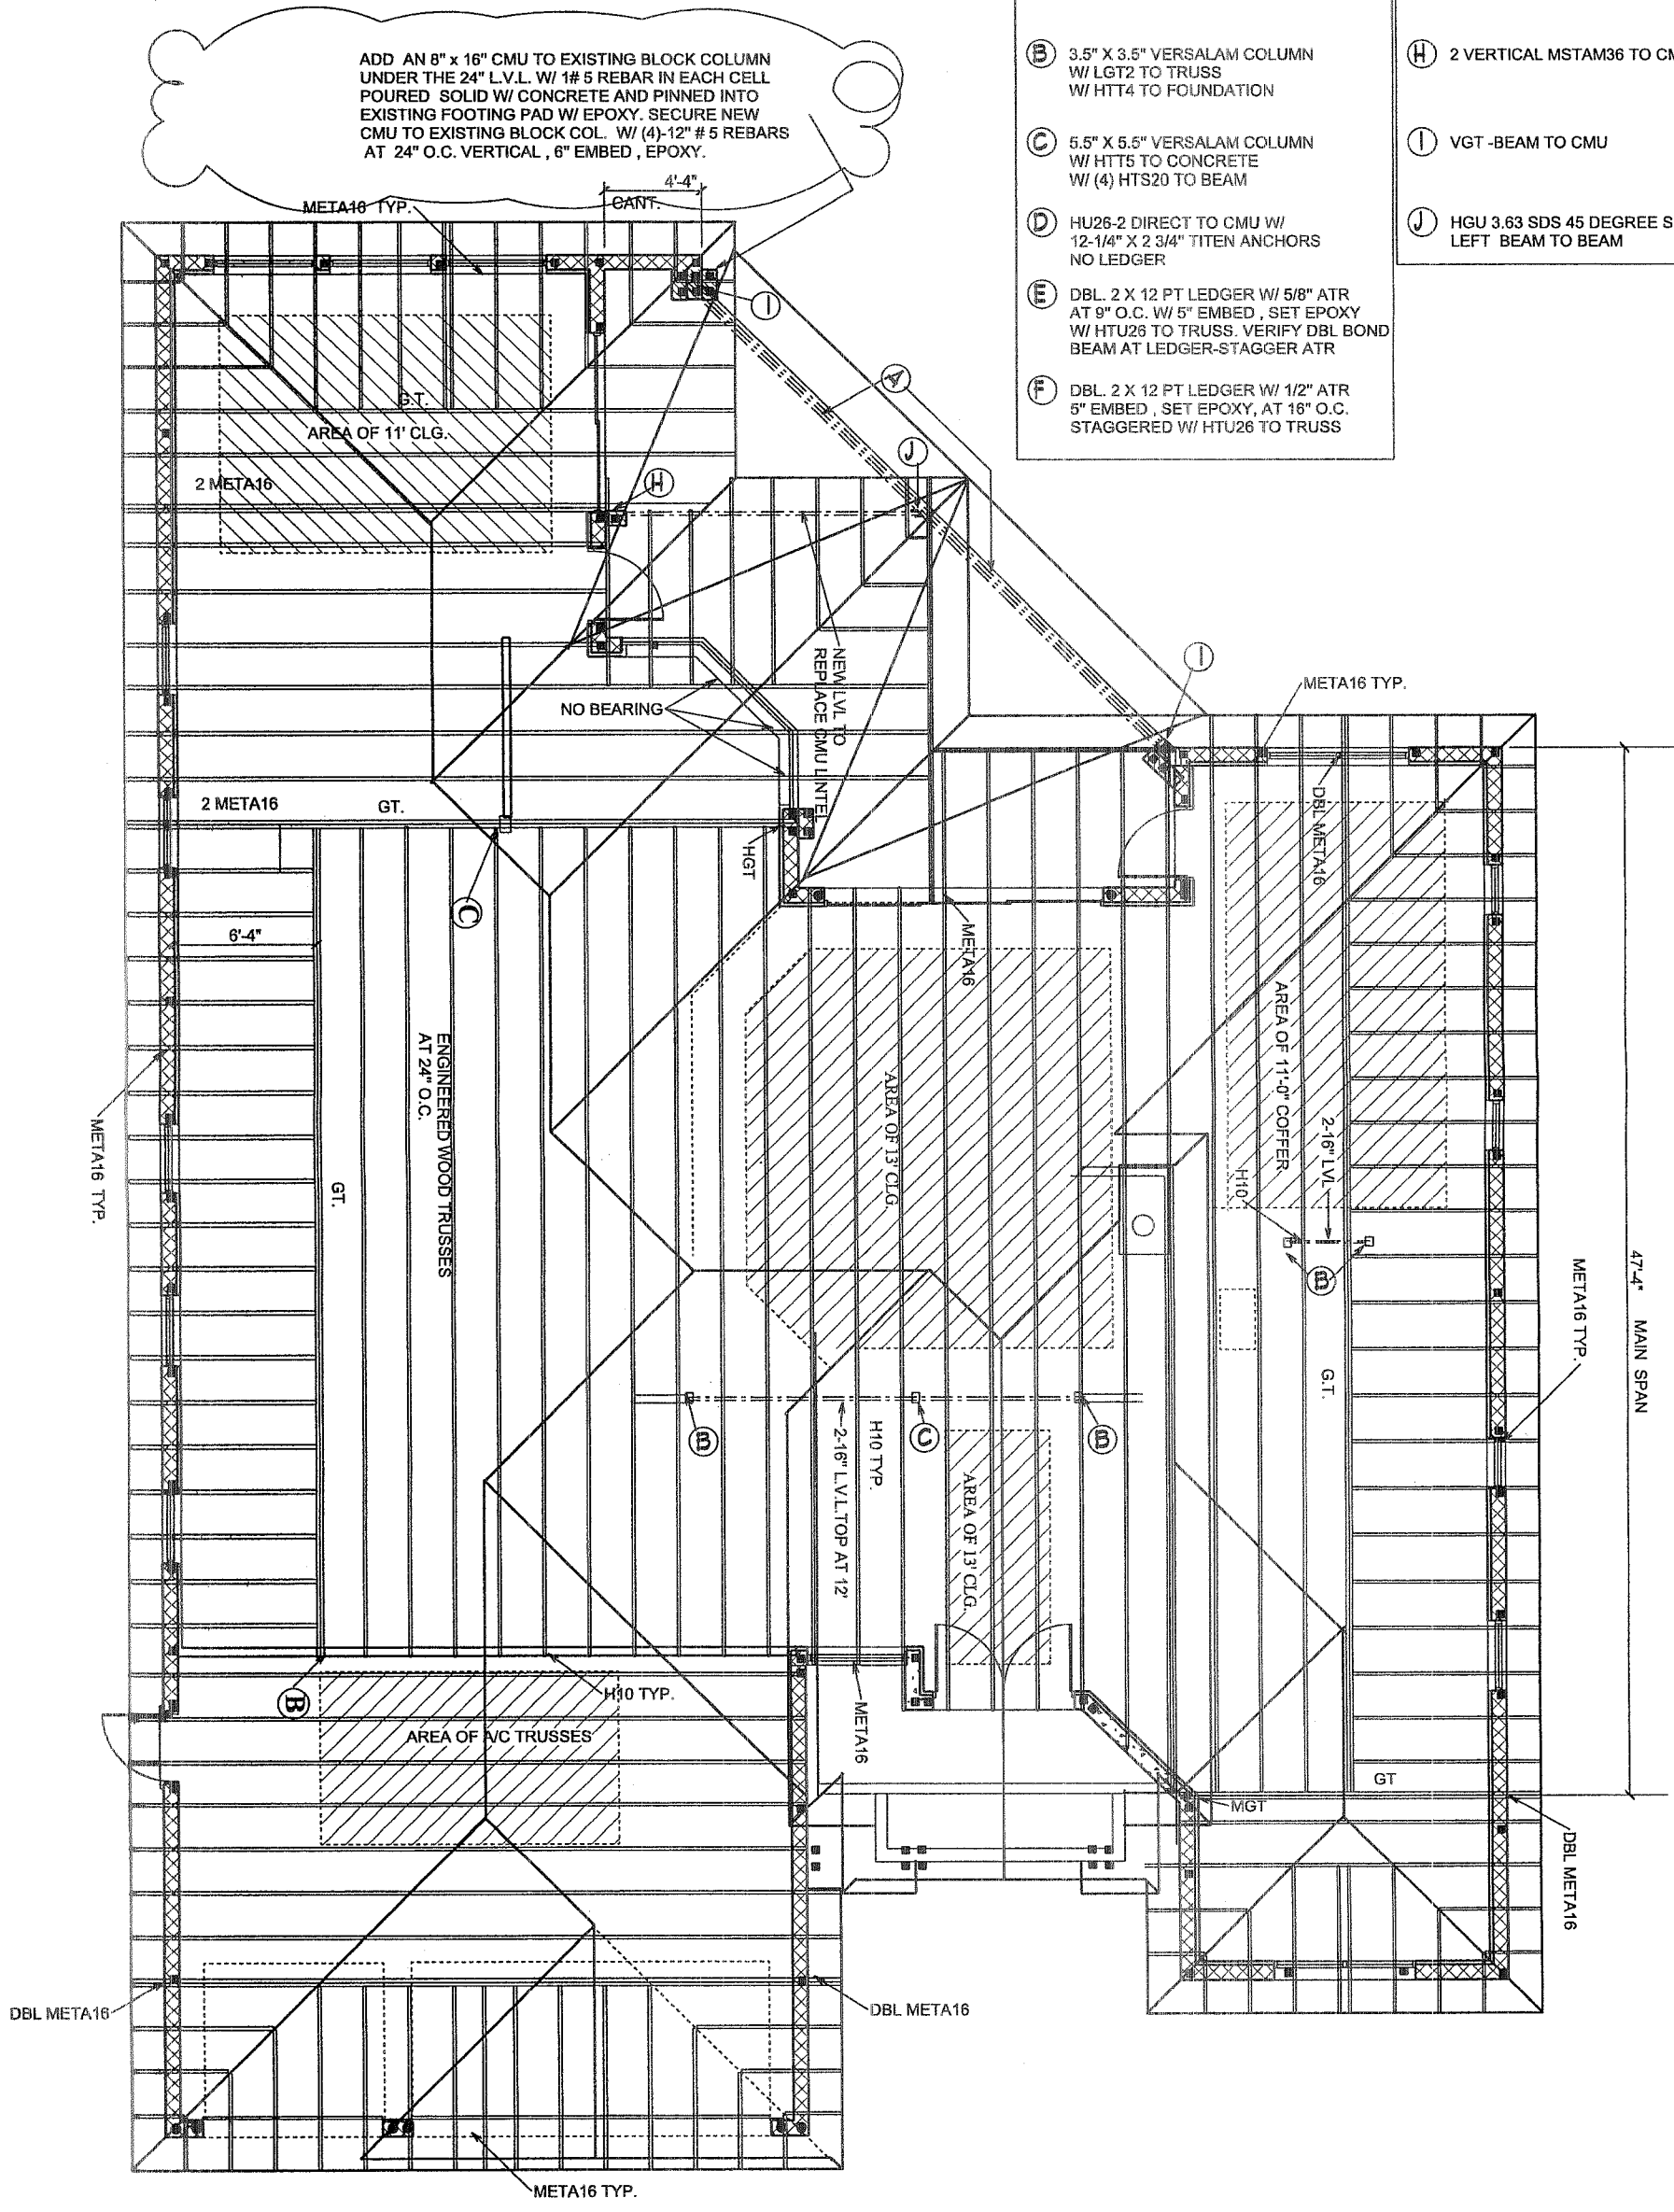 ADD AN 8" x 16" CMU TO EXISTING BLOCK COLUMN
UNDER THE 24" L.V.L. W/ 1# 5 REBAR IN EACH CELL
POURED SOLID W/ CONCRETE AND PINNED INTO
EXISTING FOOTING PAD W/ EPOXY. SECURE NEW
CMU TO EXISTING BLOCK COL. W/ (4)-12" # 5 REBARS
AT 24" O.C. VERTICAL , 6" EMBED , EPOXY.
B 3.5" X 3.5" VERSALAM COLUMN
W/ LGT2 TO TRUSS
W/ HTT4 TO FOUNDATION
C 5.5" X 5.5" VERSALAM COLUMN
W/ HTT5 TO CONCRETE
W/ (4) HTS20 TO BEAM
D HU26-2 DIRECT TO CMU W/
12-1/4" X 2 3/4" TITEN ANCHORS
NO LEDGER
E DBL. 2 X 12 PT LEDGER W/ 5/8" ATR
AT 9" O.C. W/ 5" EMBED , SET EPOXY
W/ HTU26 TO TRUSS. VERIFY DBL BOND
BEAM AT LEDGER-STAGGER ATR
F DBL. 2 X 12 PT LEDGER W/ 1/2" ATR
5" EMBED , SET EPOXY, AT 16" O.C.
STAGGERED W/ HTU26 TO TRUSS
H 2 VERTICAL MSTAM36 TO CM
I VGT -BEAM TO CMU
J HGU 3.63 SDS 45 DEGREE S
LEFT BEAM TO BEAM
4'-4"
CANT.
META16 TYP.
I
A
G.T.
AREA OF 11' CLG.
J
2 META16
H
NEW LVL TO
REPLACE CMU LINTEL
I
META16 TYP.
NO BEARING
2 META16
GT.
HGT
DBL META16
C
6'-4"
META16
AREA OF 11'-0" COFFER
ENGINEERED WOOD TRUSSES
AT 24" O.C.
AREA OF 13' CLG.
META16 TYP.
GT.
2-16" LVL
H10
B
META16 TYP.
47'-4" MAIN SPAN
G.T.
B
C
B
H10 TYP.
2-16" L.V.L. TOP AT 12'
AREA OF 13' CLG.
B
H10 TYP.
AREA OF A/C TRUSSES
META16
GT
MGT
DBL META16
DBL META16
DBL META16
META16 TYP.